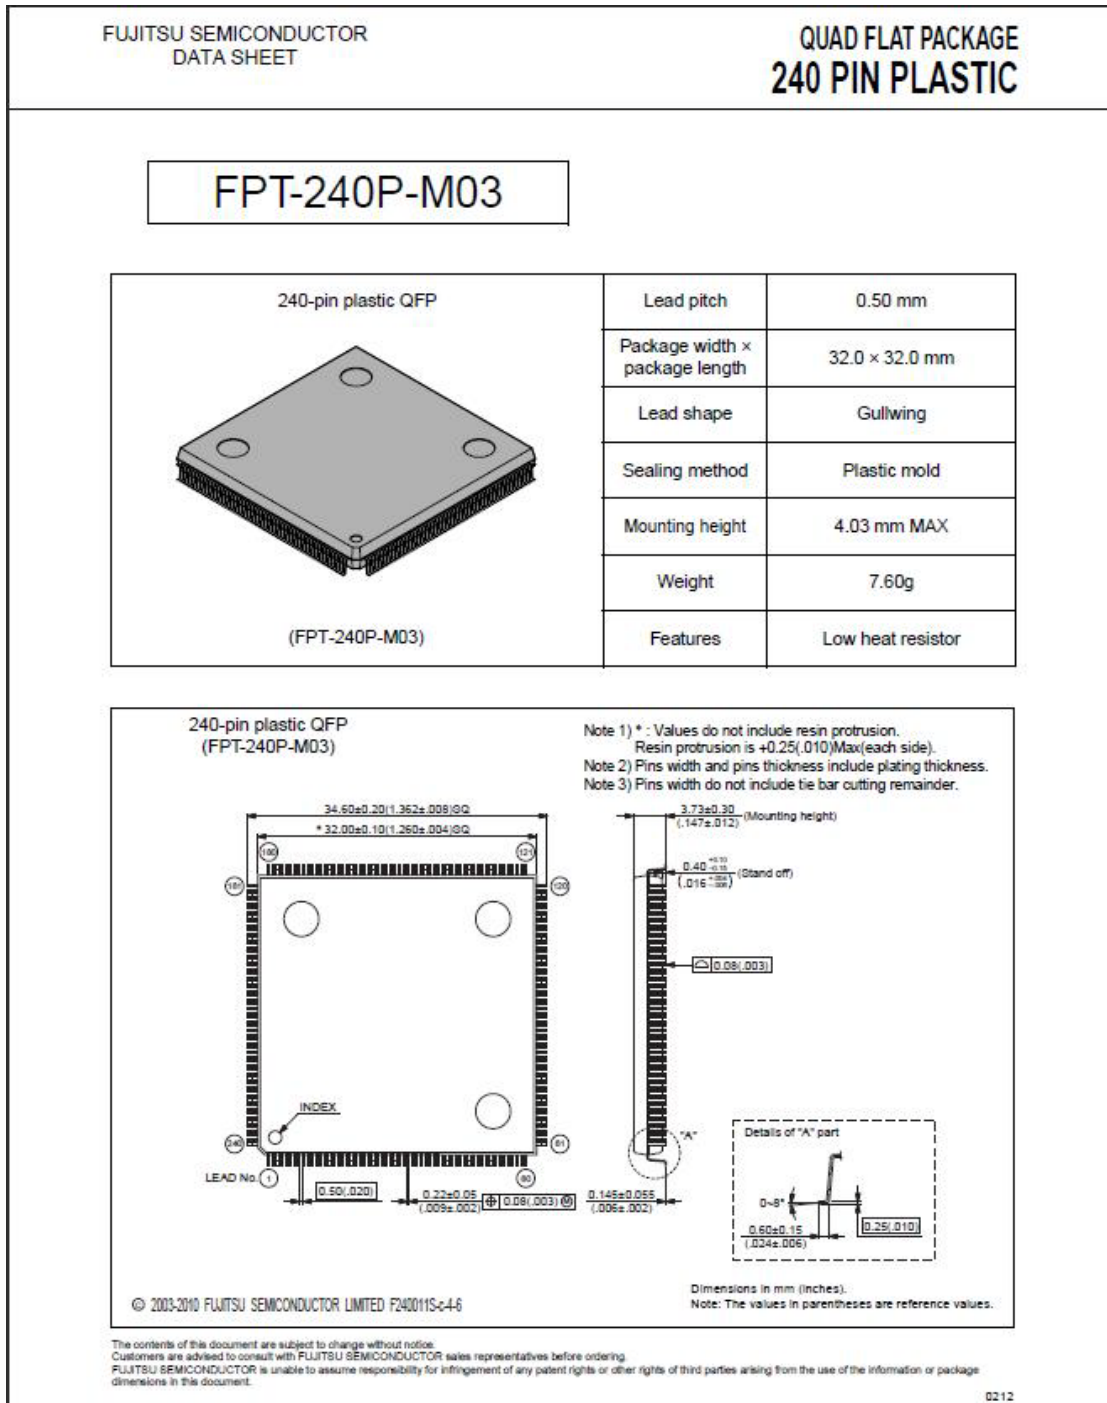 FUJITSU SEMICONDUCTOR
DATA SHEET
QUAD FLAT PACKAGE
240 PIN PLASTIC
FPT-240P-M03
240-pin plastic QFP
(FPT-240P-M03)
Lead pitch 0.50 mm
Package width ×
package length 32.0 × 32.0 mm
Lead shape Gullwing
Sealing method Plastic mold
Mounting height 4.03 mm MAX
Weight 7.60g
Features Low heat resistor
240-pin plastic QFP
(FPT-240P-M03)
Note 1) * : Values do not include resin protrusion.
Resin protrusion is +0.25(.010)Max(each side).
Note 2) Pins width and pins thickness include plating thickness.
Note 3) Pins width do not include tie bar cutting remainder.
34.60±0.20(1.362±.008)SQ
* 32.00±0.10(1.260±.004)SQ
180
121
181
120
3.73±0.30
(.147±.012)
(Mounting height)
0.40 +0.10 -0.15
(.016 +.004 -.006)
(Stand off)
0.08(.003)
INDEX
240
61
LEAD No.
1
60
"A"
0.50(.020)
0.22±0.05
(.009±.002)
0.08(.003) M
0.145±0.055
(.006±.002)
Details of "A" part
0~8°
0.60±0.15
(.024±.006)
0.25(.010)
© 2003-2010 FUJITSU SEMICONDUCTOR LIMITED F240011S-c-4-6
Dimensions in mm (inches).
Note: The values in parentheses are reference values.
The contents of this document are subject to change without notice.
Customers are advised to consult with FUJITSU SEMICONDUCTOR sales representatives before ordering.
FUJITSU SEMICONDUCTOR is unable to assume responsibility for infringement of any patent rights or other rights of third parties arising from the use of the information or package
dimensions in this document.
0212